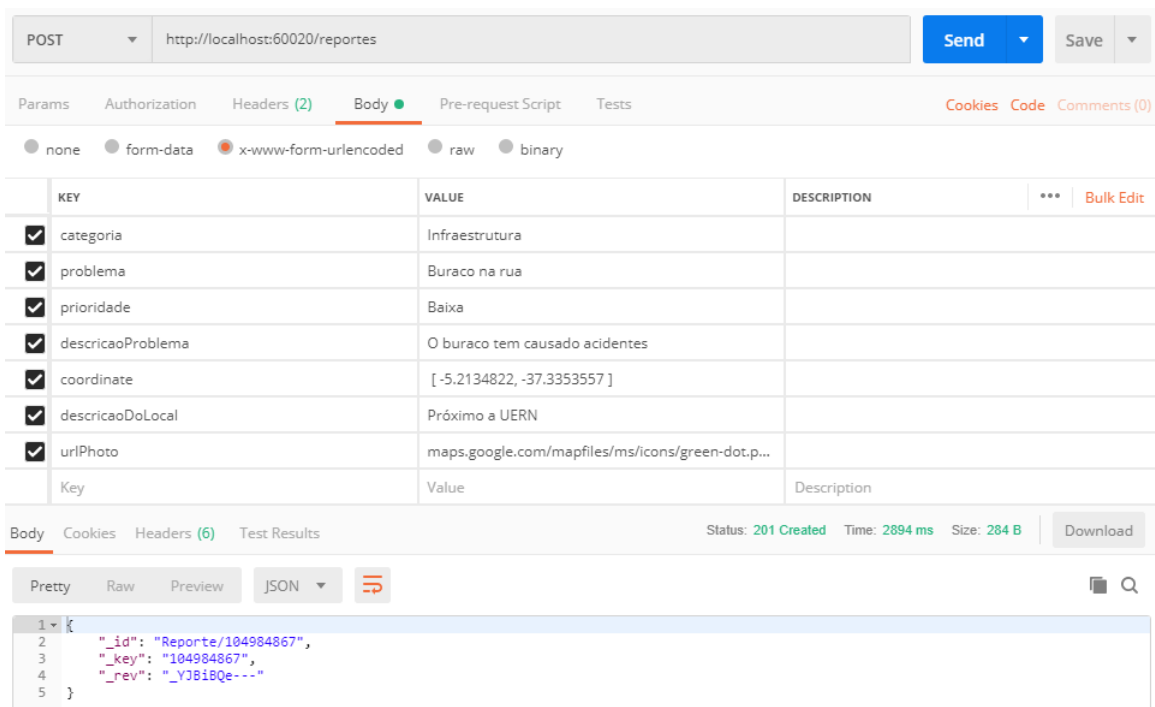 POST http://localhost:60020/reportes Send Save
Params Authorization Headers (2) Body Pre-request Script Tests Cookies Code Comments (0)
none form-data x-www-form-urlencoded raw binary
KEY VALUE DESCRIPTION ••• Bulk Edit
categoria Infraestrutura
problema Buraco na rua
prioridade Baixa
descricaoProblema O buraco tem causado acidentes
coordinate [ -5.2134822, -37.3353557 ]
descricaoDoLocal Próximo a UERN
urlPhoto maps.google.com/mapfiles/ms/icons/green-dot.p...
Key Value Description
Body Cookies Headers (6) Test Results Status: 201 Created Time: 2894 ms Size: 284 B Download
Pretty Raw Preview JSON
1 {
2 "_id": "Reporte/104984867",
3 "_key": "104984867",
4 "_rev": "_YJBiBQe---"
5 }